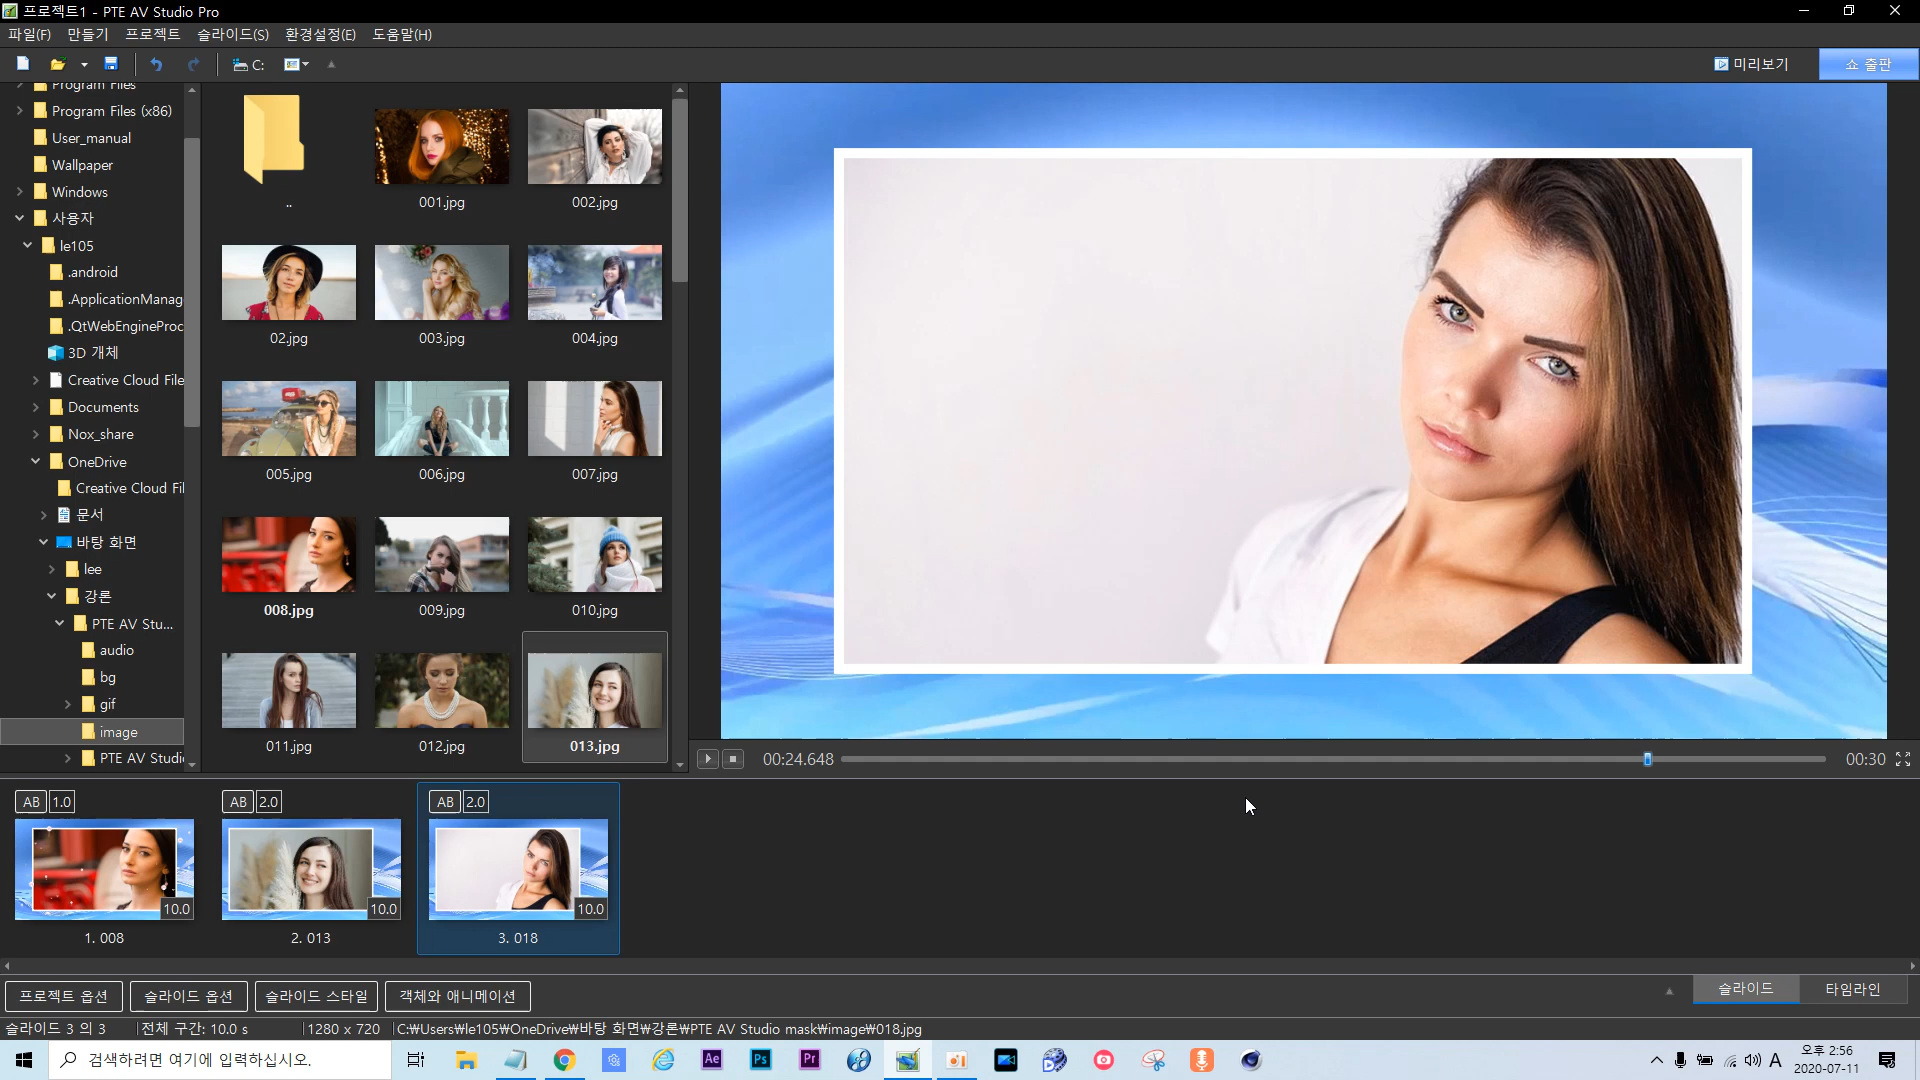 프로젝트1 - PTE AV Studio Pro
파일(F) 만들기 프로젝트 슬라이드(S) 환경설정(E) 도움말(H)
C: 미리보기 쇼 출판
Program Files
Program Files (x86)
User_manual
Wallpaper
Windows
사용자
le105
.android
.ApplicationManag
.QtWebEngineProc
3D 개체
Creative Cloud File
Documents
Nox_share
OneDrive
Creative Cloud Fil
문서
바탕 화면
lee
강론
PTE AV Stu...
audio
bg
gif
image
PTE AV Studi
..
001.jpg
002.jpg
02.jpg
003.jpg
004.jpg
005.jpg
006.jpg
007.jpg
008.jpg
009.jpg
010.jpg
011.jpg
012.jpg
013.jpg
00:24.648 00:30
AB 1.0
10.0
1. 008
AB 2.0
10.0
2. 013
AB 2.0
10.0
3. 018
프로젝트 옵션 슬라이드 옵션 슬라이드 스타일 객체와 애니메이션 슬라이드 타임라인
슬라이드 3 의 3 전체 구간: 10.0 s 1280 x 720 C:₩Users₩le105₩OneDrive₩바탕 화면₩강론₩PTE AV Studio mask₩image₩018.jpg
검색하려면 여기에 입력하십시오.
Ae Ps Pr
A
오후 2:56
2020-07-11